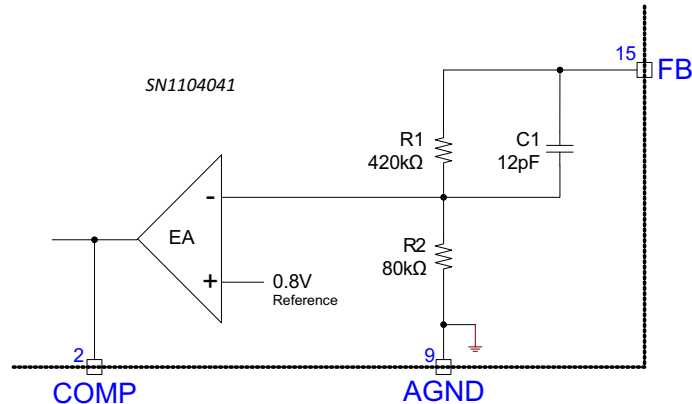 15
FB
SN1104041
R1
420kΩ
C1
12pF
-
EA
R2
80kΩ
+
0.8V
Reference
2
9
COMP
AGND